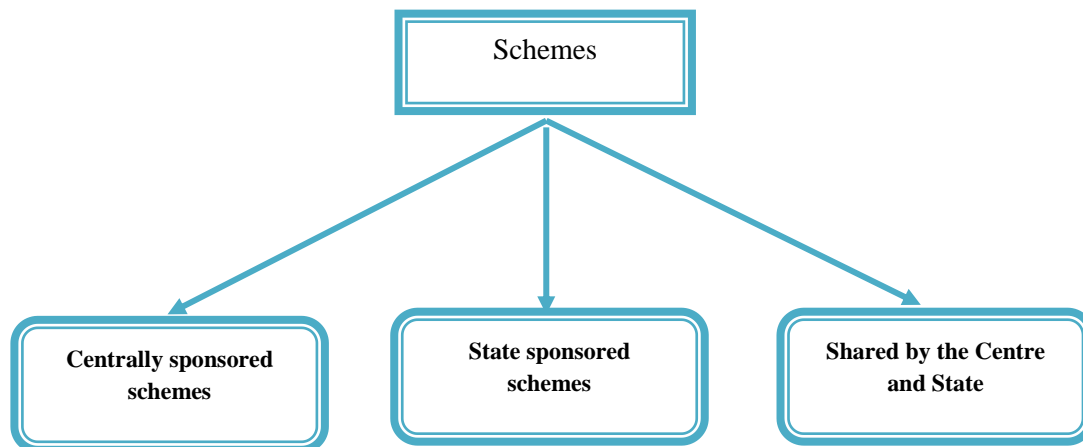 Schemes
Centrally sponsored
schemes
State sponsored
schemes
Shared by the Centre
and State